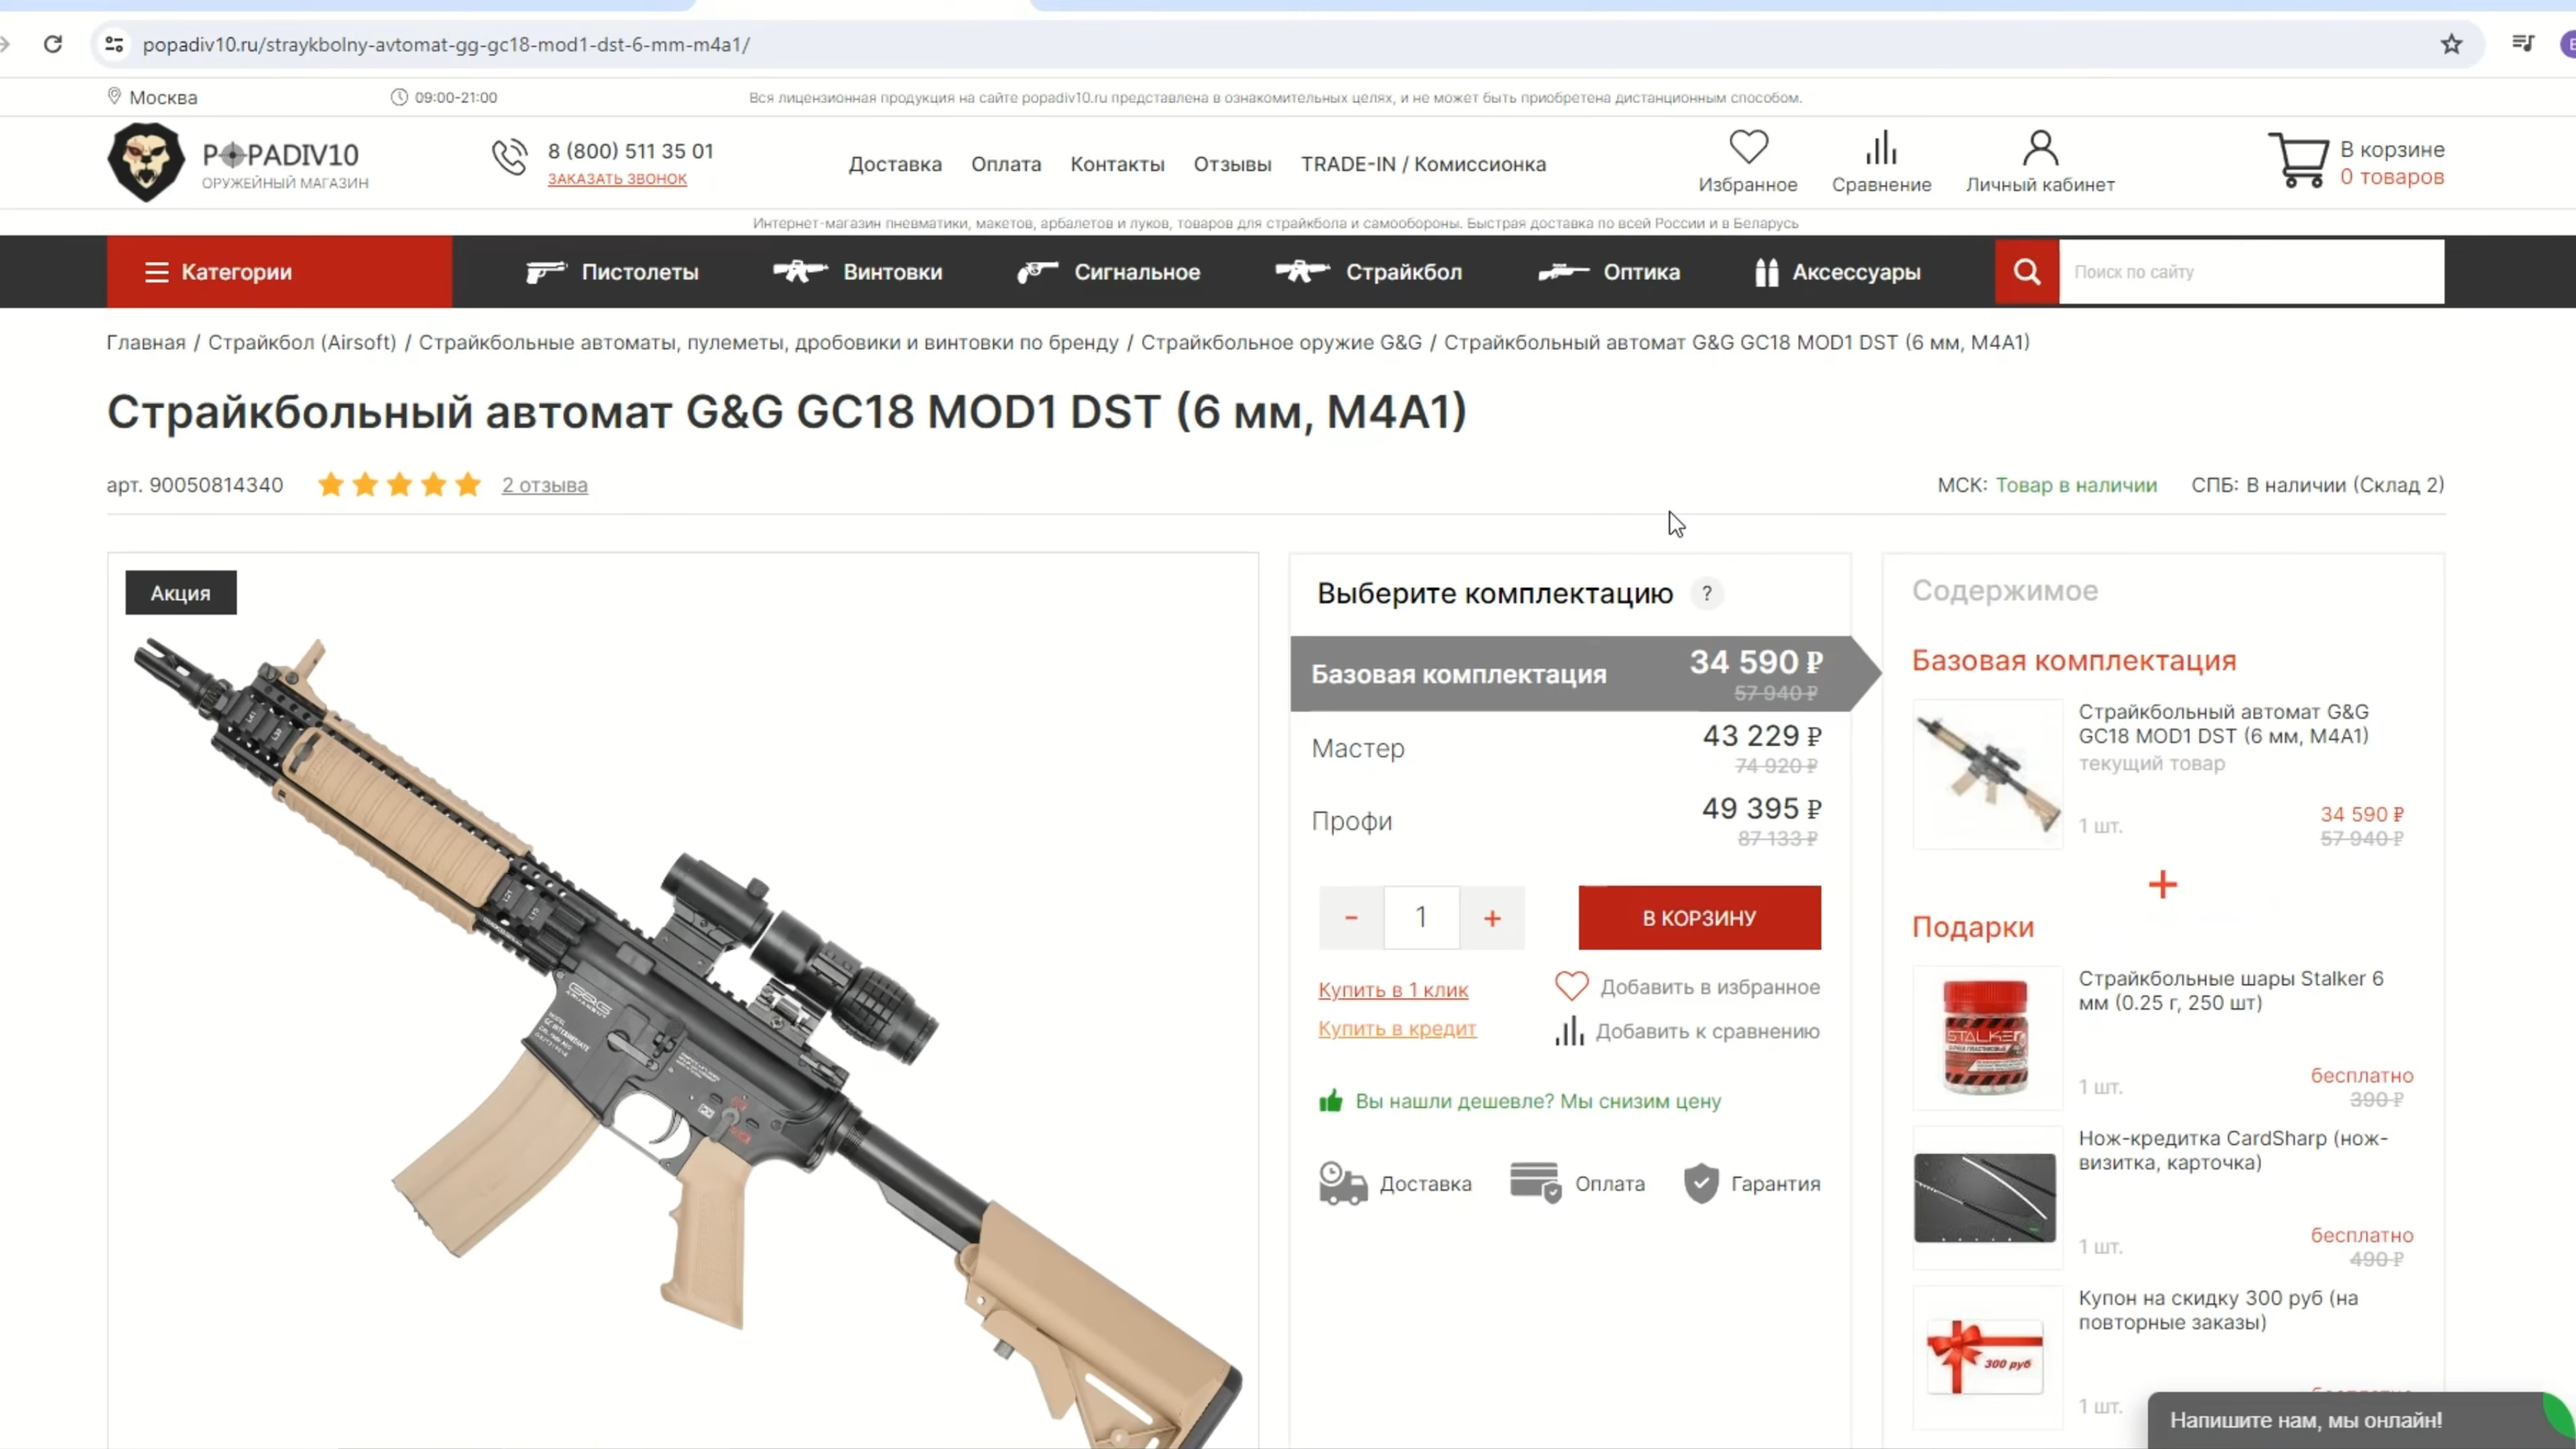 popadiv10.ru/straykbolny-avtomat-gg-gc18-mod1-dst-6-mm-m4a1/
Москва
09:00-21:00
Вся лицензионная продукция на сайте popadiv10.ru представлена в ознакомительных целях, и не может быть приобретена дистанционным способом.
POPADIV10
ОРУЖЕЙНЫЙ МАГАЗИН
8 (800) 511 35 01
ЗАКАЗАТЬ ЗВОНОК
Доставка Оплата Контакты Отзывы TRADE-IN / Комиссионка
Избранное
Сравнение
Личный кабинет
В корзине
0 товаров
Интернет-магазин пневматики, макетов, арбалетов и луков, товаров для страйкбола и самообороны. Быстрая доставка по всей России и в Беларусь
Категории
Пистолеты
Винтовки
Сигнальное
Страйкбол
Оптика
Аксессуары
Поиск по сайту
Главная / Страйкбол (Airsoft) / Страйкбольные автоматы, пулеметы, дробовики и винтовки по бренду / Страйкбольное оружие G&G / Страйкбольный автомат G&G GC18 MOD1 DST (6 мм, M4A1)
Страйкбольный автомат G&G GC18 MOD1 DST (6 мм, M4A1)
арт. 90050814340
2 отзыва
МСК: Товар в наличии
СПБ: В наличии (Склад 2)
Акция
Выберите комплектацию ?
Базовая комплектация
34 590 ₽
57 940 ₽
Мастер
43 229 ₽
74 920 ₽
Профи
49 395 ₽
87 133 ₽
- 1 +
В КОРЗИНУ
Купить в 1 клик
Добавить в избранное
Купить в кредит
Добавить к сравнению
Вы нашли дешевле? Мы снизим цену
Доставка
Оплата
Гарантия
Содержимое
Базовая комплектация
Страйкбольный автомат G&G
GC18 MOD1 DST (6 мм, M4A1)
текущий товар
1 шт.
34 590 ₽
57 940 ₽
+
Подарки
Страйкбольные шары Stalker 6
мм (0.25 г, 250 шт)
STALKER
1 шт.
бесплатно
390 ₽
Нож-кредитка CardSharp (нож-
визитка, карточка)
1 шт.
бесплатно
490 ₽
Купон на скидку 300 руб (на
повторные заказы)
300 руб
1 шт.
Напишите нам, мы онлайн!